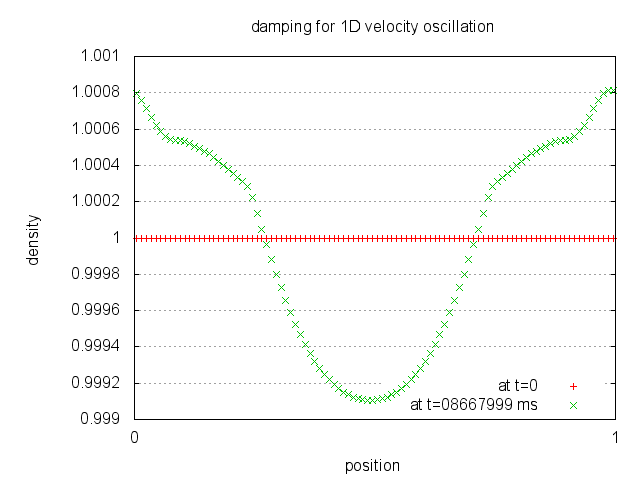 damping for 1D velocity oscillation
1.001
1.0008
1.0006
1.0004
1.0002
1
0.9998
0.9996
0.9994
0.9992
0.999
density
at t=0
at t=08667999 ms
0
1
position